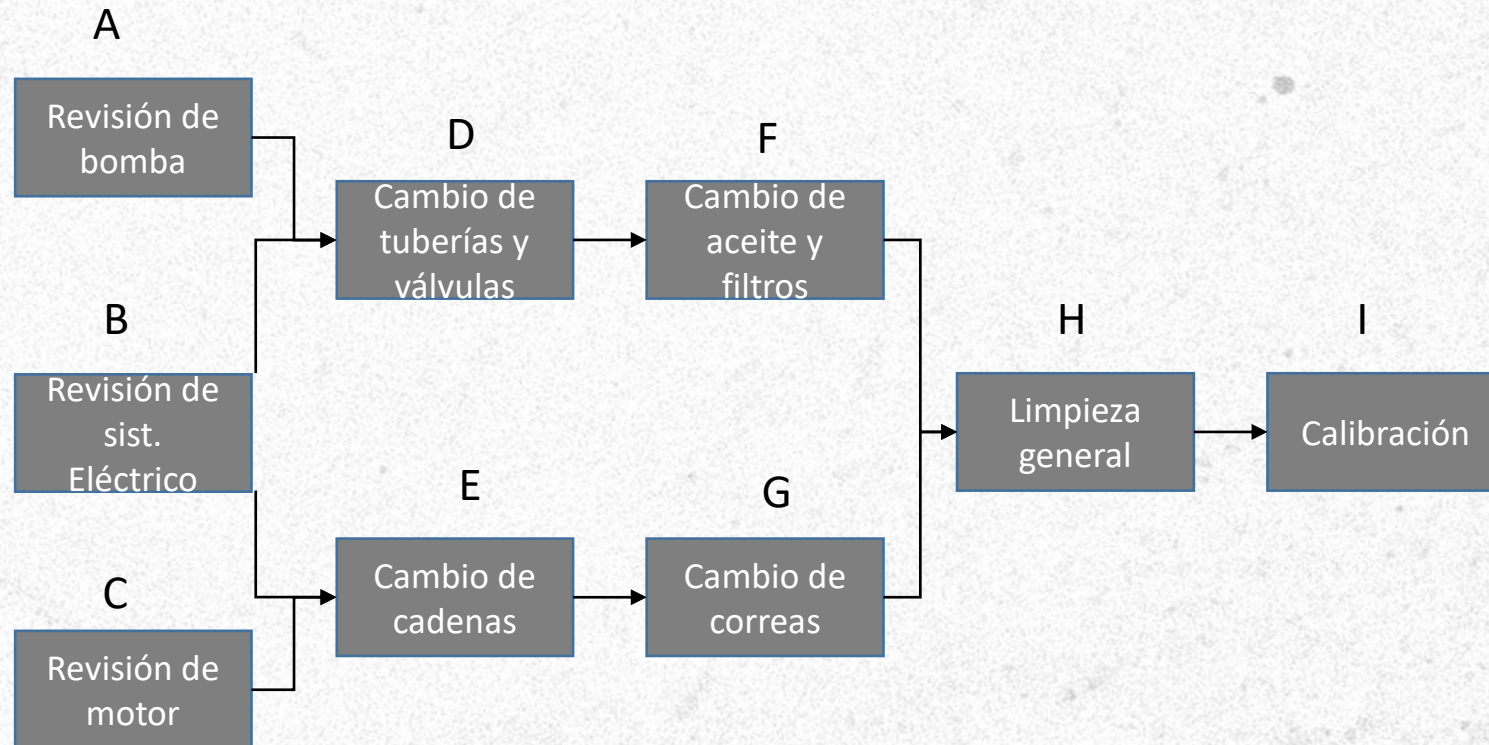 A
Revisión de
bomba
D
Cambio de
tuberías y
válvulas
F
Cambio de
aceite y
filtros
B
Revisión de
sist.
Eléctrico
H
Limpieza
general
I
Calibración
E
Cambio de
cadenas
G
Cambio de
correas
C
Revisión de
motor